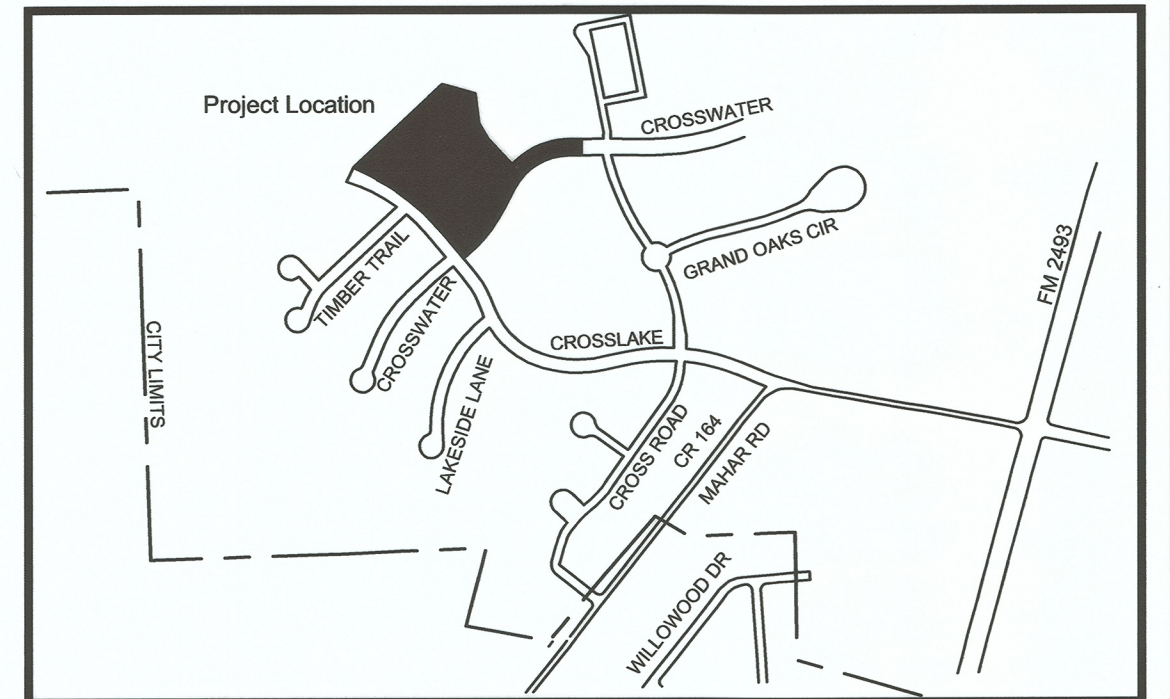 Project Location
CROSSWATER
GRAND OAKS CIR
FM 2493
TIMBER TRAIL
CROSSWATER
CITY LIMITS
CROSSLAKE
LAKESIDE LANE
CROSS ROAD
CR 164
MAHAR RD
WILLOWOOD DR